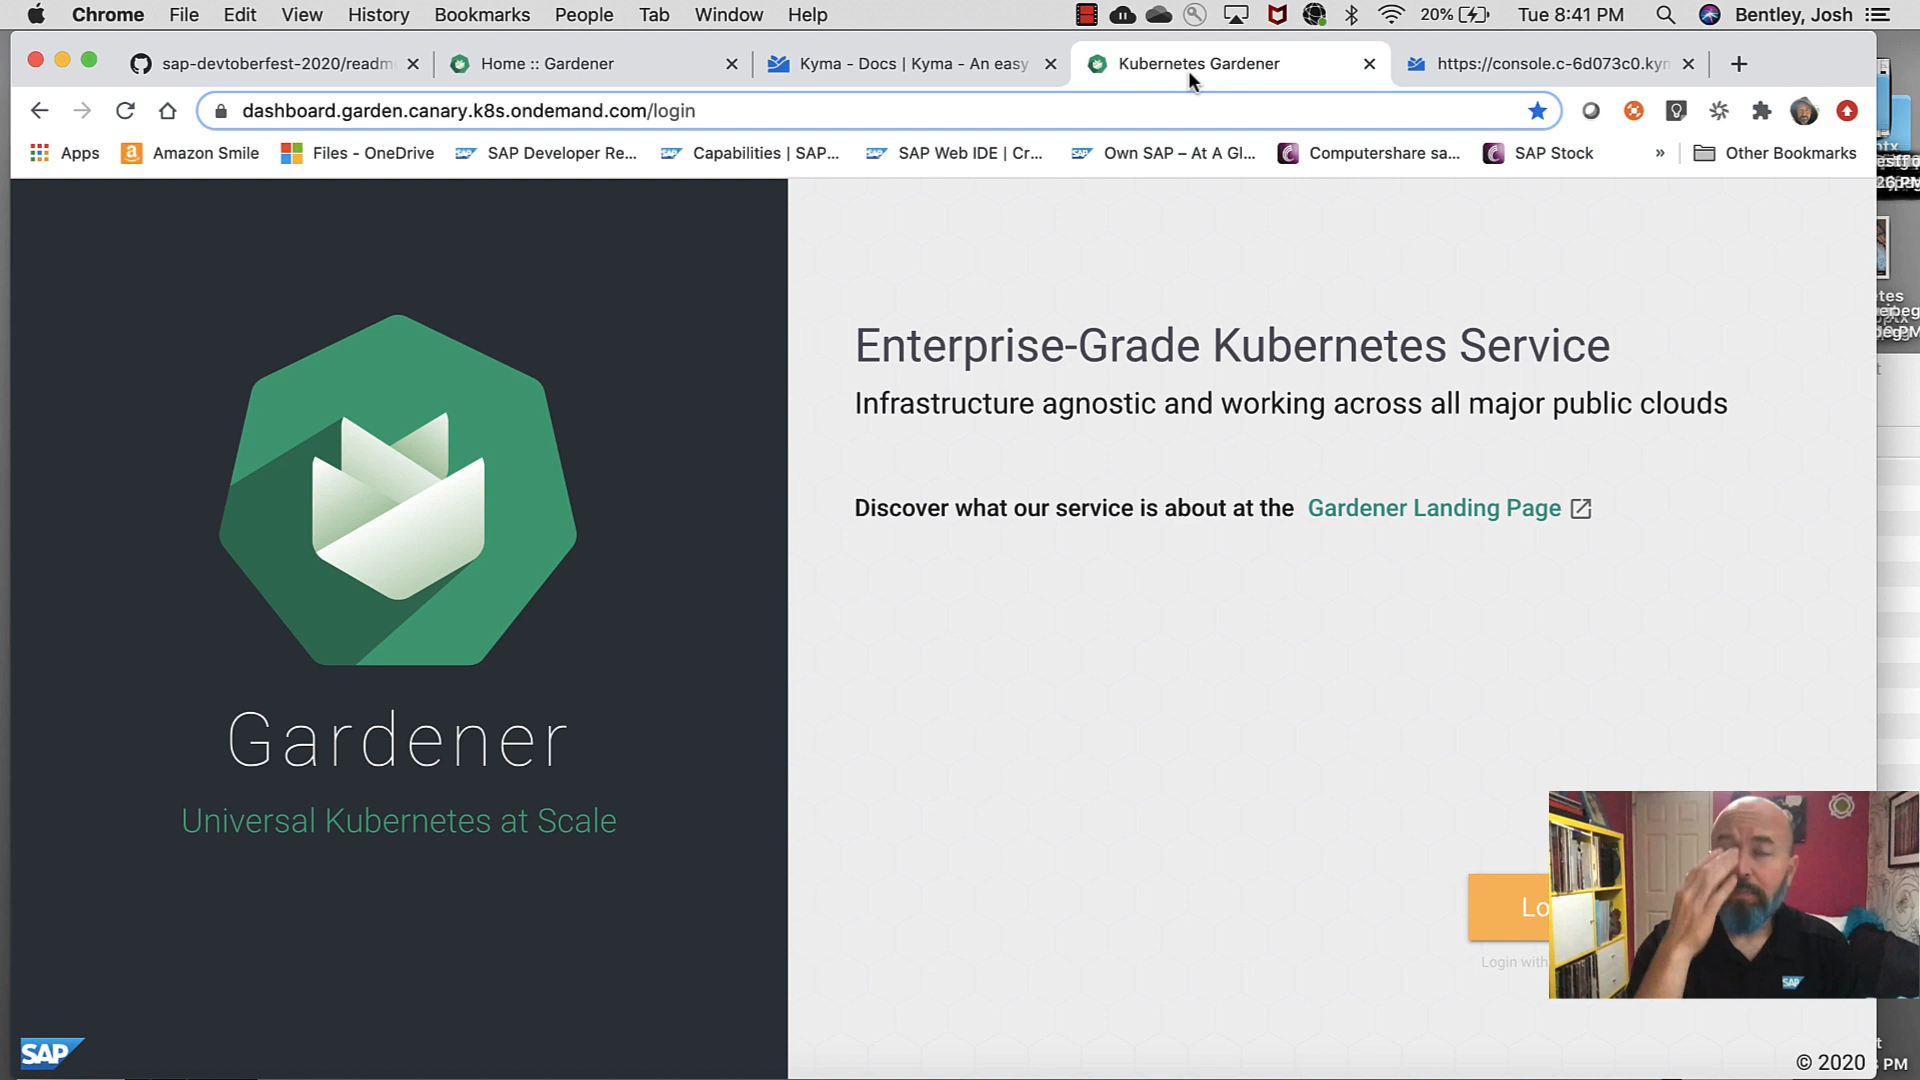 Chrome File Edit View History Bookmarks People Tab Window Help 20% Tue 8:41 PM Bentley, Josh
sap-devtoberfest-2020/readm Home :: Gardener Kyma - Docs | Kyma - An easy Kubernetes Gardener https://console.c-6d073c0.kyn
dashboard.garden.canary.k8s.ondemand.com/login
Apps Amazon Smile Files - OneDrive SAP Developer Re... Capabilities | SAP... SAP Web IDE | Cr... Own SAP – At A Gl... Computershare sa... SAP Stock » Other Bookmarks
Enterprise-Grade Kubernetes Service
Infrastructure agnostic and working across all major public clouds
Discover what our service is about at the Gardener Landing Page
Gardener
Universal Kubernetes at Scale
Lo
Login with
SAP
SAP
© 2020